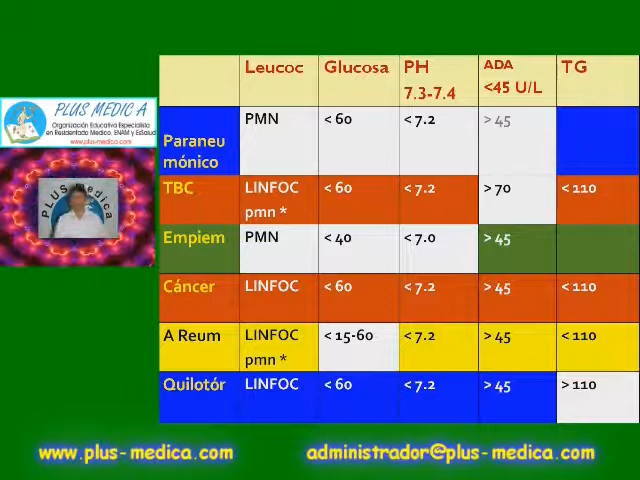 Leucoc Glucosa PH ADA TG
7.3-7.4 <45 U/L
PLUS MEDIC A
Organización Educativa Especialista
en Residentado Medico, ENAM y EsSalud
www.plus-medica.com
PLUS Medica
Paraneu
mónico PMN < 60 < 7.2 > 45
TBC LINFOC < 60 < 7.2 > 70 < 110
pmn *
Empiem PMN < 40 < 7.0 > 45
Cáncer LINFOC < 60 < 7.2 > 45 < 110
A Reum LINFOC < 15-60 < 7.2 > 45 < 110
pmn *
Quilotór LINFOC < 60 < 7.2 > 45 > 110
www.plus-medica.com administrador@plus-medica.com